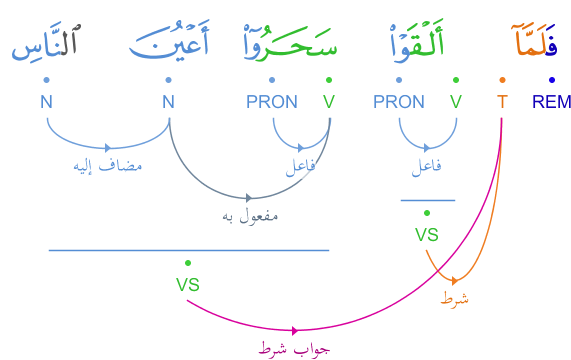 فَلَمَّآ أَلْقَوْا۟ سَحَرُوٓا۟ أَعْيُنَ ٱلنَّاسِ
REM T V PRON V PRON N N
فاعل فاعل مضاف إليه
مفعول به
VS
VS
شرط
جواب شرط